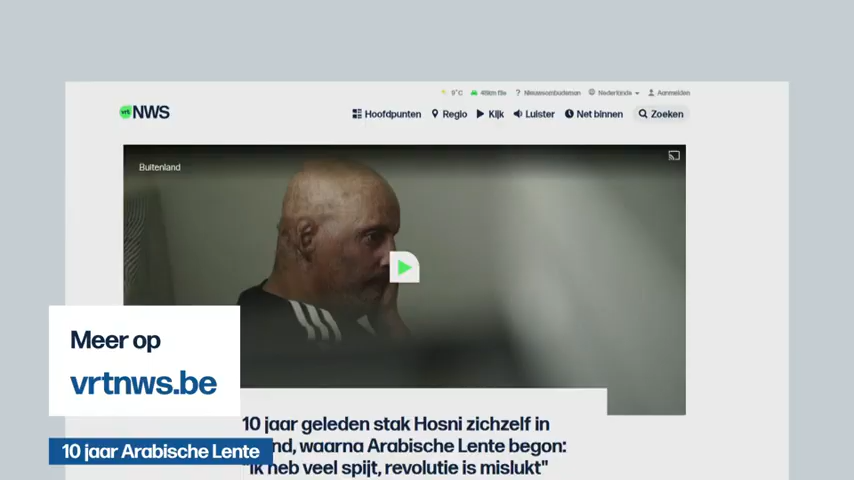 9°C
Nieuwsombudsman
Nederlands
Aanmelden
vrt NWS
Hoofdpunten
Regio
Kijk
Luister
Net binnen
Zoeken
Buitenland
Meer op
vrtnws.be
10 jaar geleden stak Hosni zichzelf in
waarna Arabische Lente begon:
10 jaar Arabische Lente
"Ik heb veel spijt, revolutie is mislukt"